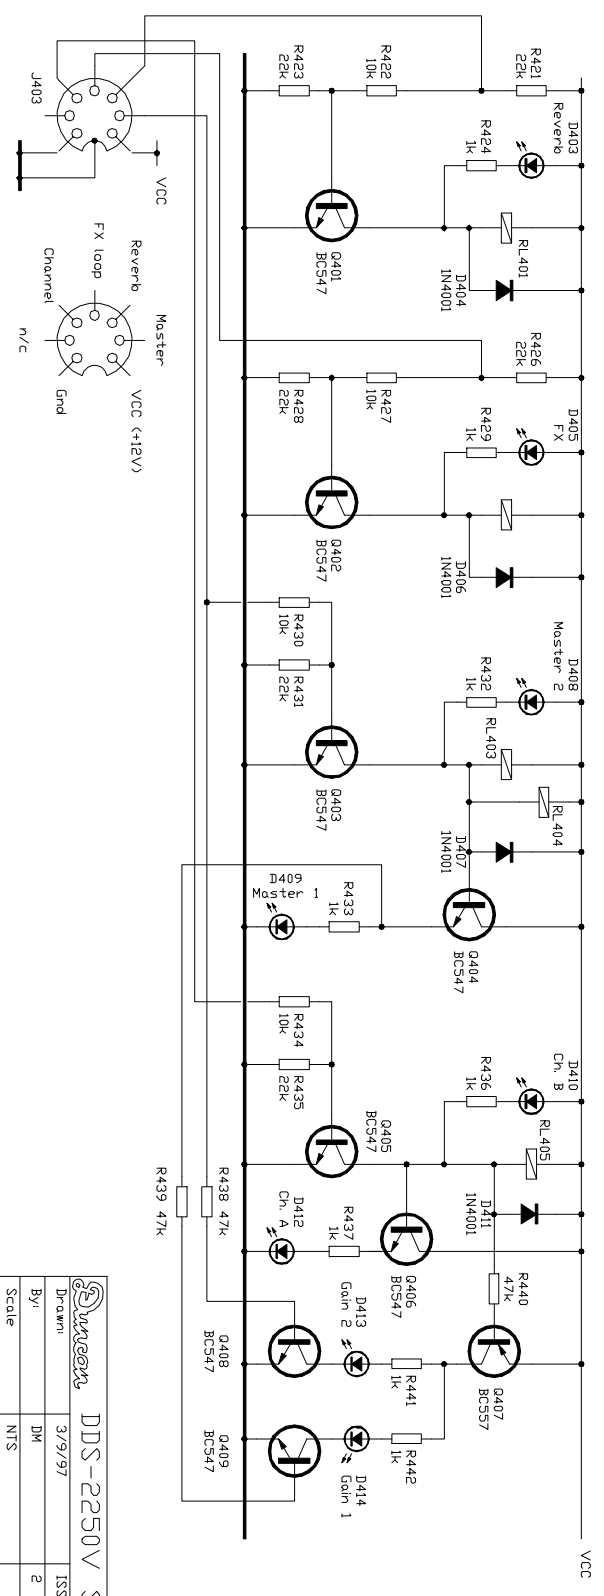 R421
22k
R422
10k
R423
22k
J403
VCC
D403
Reverb
R424
1k
RL401
D404
1N4001
Q401
BC547
Reverb
Master
FX loop
VCC (+12V)
Channel
n/c
Gnd
R426
22k
R427
10k
R428
22k
D405
FX
R429
1k
D406
1N4001
Q402
BC547
R430
10k
R431
22k
D408
Master 2
R432
1k
RL403
RL404
D407
1N4001
Q403
BC547
D409
Master 1
R433
1k
Q404
BC547
R434
10k
R435
22k
D410
Ch. B
R436
1k
RL405
D411
1N4001
Q405
BC547
R438 47k
R439 47k
D412
Ch. A
R437
1k
Q406
BC547
R440
47k
Q407
BC557
D413
Gain 2
R441
1k
Q408
BC547
D414
Gain 1
R442
1k
Q409
BC547
VCC
Duncan DDS-2250V
Drawn: 3/9/97 ISS
By: DM 2
Scale NTS